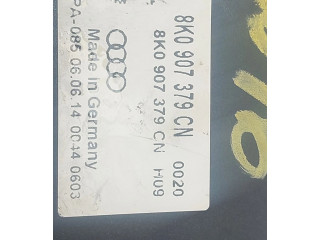 8K0 907 379 CN 0020
8K0 907 379 CN H09
Made in Germany
PA-085 06.06.14 0044 0603